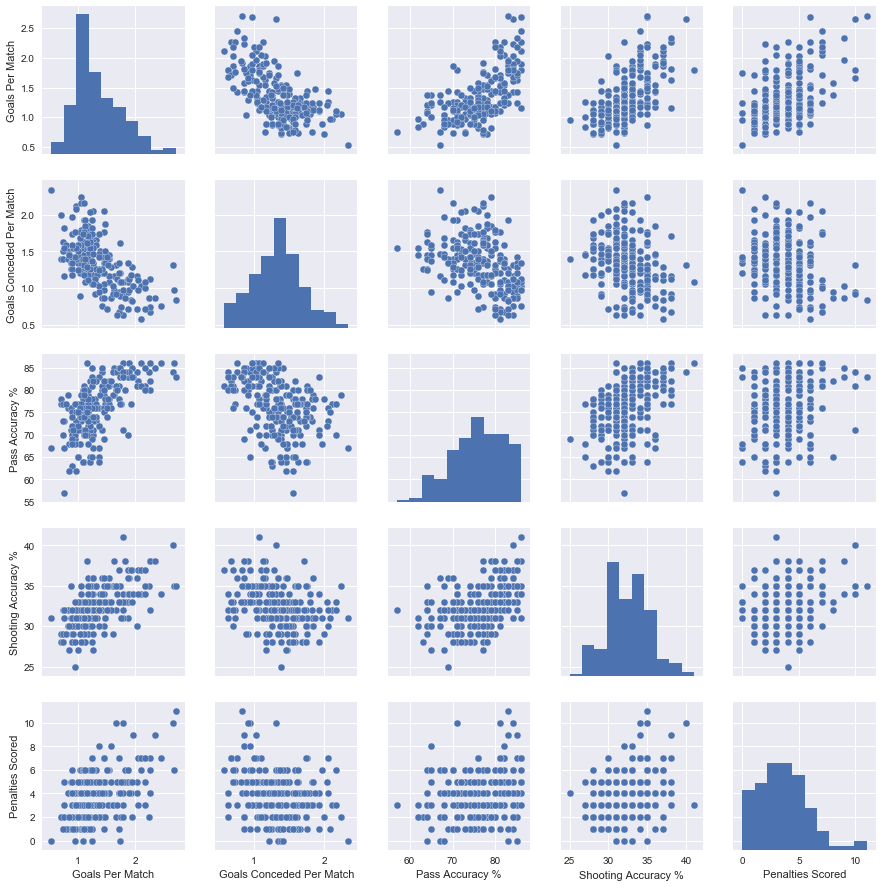 2.5
2.0
1.5
1.0
0.5
Goals Per Match
2.0
1.5
1.0
0.5
Goals Conceded Per Match
85
80
75
70
65
60
55
Pass Accuracy %
40
35
30
25
Shooting Accuracy %
10
8
6
4
2
0
Penalties Scored
1 2
Goals Per Match
1 2
Goals Conceded Per Match
60 70 80
Pass Accuracy %
25 30 35 40
Shooting Accuracy %
0 5 10
Penalties Scored